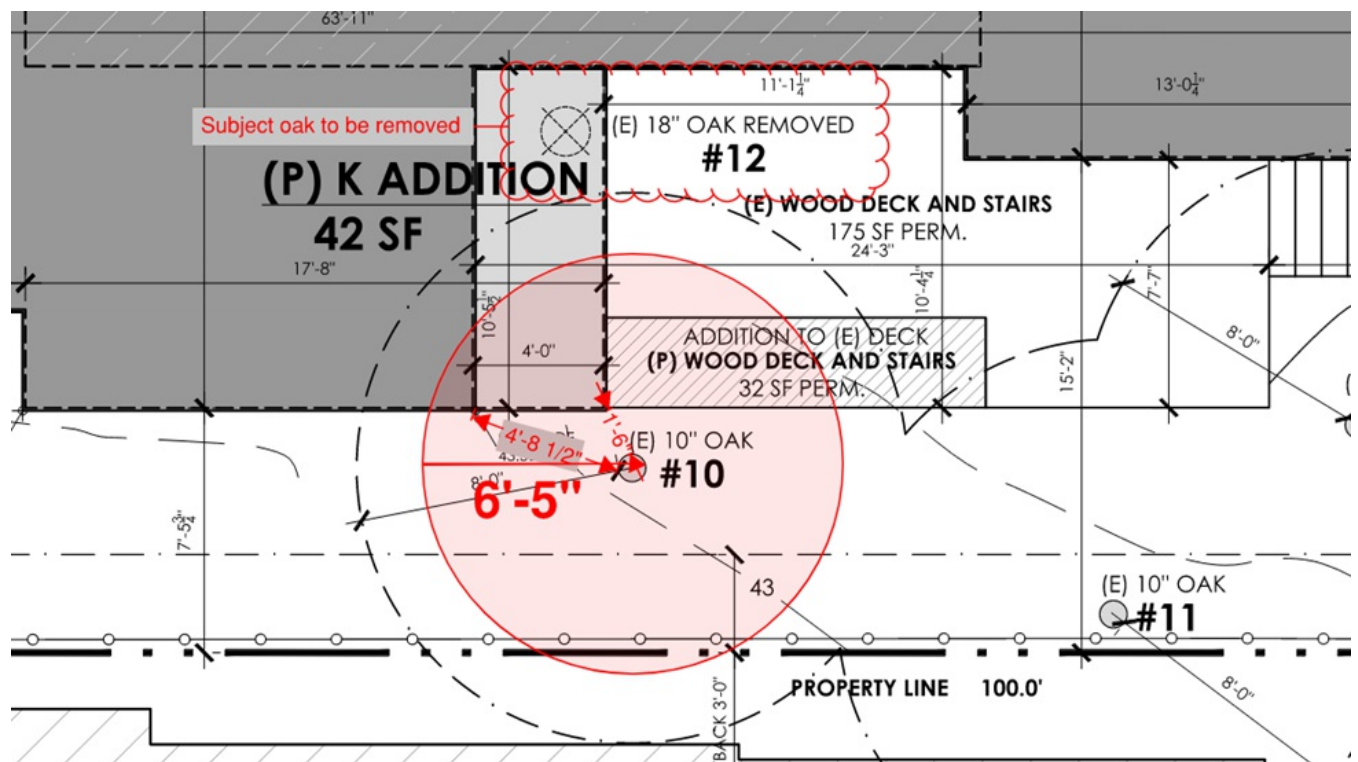 63'-11"
11'-1 1/4"
13'-0 1/4"
Subject oak to be removed
(E) 18" OAK REMOVED
#12
(P) K ADDITION
42 SF
(E) WOOD DECK AND STAIRS
175 SF PERM.
24'-3"
17'-8"
10'-5 1/2"
10'-4 1/4"
7'-7"
8'-0"
4'-0"
ADDITION TO (E) DECK
(P) WOOD DECK AND STAIRS
32 SF PERM.
15'-2"
1'-6"
4'-8 1/2"
(E) 10" OAK
#10
8'-0"
6'-5"
7'-5 3/4"
43
(E) 10" OAK
#11
PROPERTY LINE 100.0'
8'-0"
BACK 3'-0"